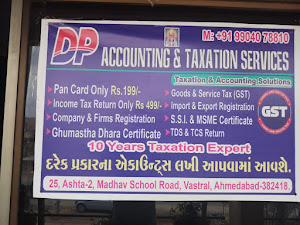 M: +91 99040 78810
DP ACCOUNTING & TAXATION SERVICES
Taxation & Accounting Solutions
Pan Card Only Rs.199/-
Income Tax Return Only Rs 499/-
Company & Firms Registration
Ghumastha Dhara Certificate
Goods & Service Tax (GST)
Import & Export Registration
S.S.I. & MSME Certificate
TDS & TCS Return
GST
10 Years Taxation Expert
દરેક પ્રકારના એકાઉન્ટ્સ લખી આપવામાં આવશે.
25, Ashta-2, Madhav School Road, Vastral, Ahmedabad-382418.